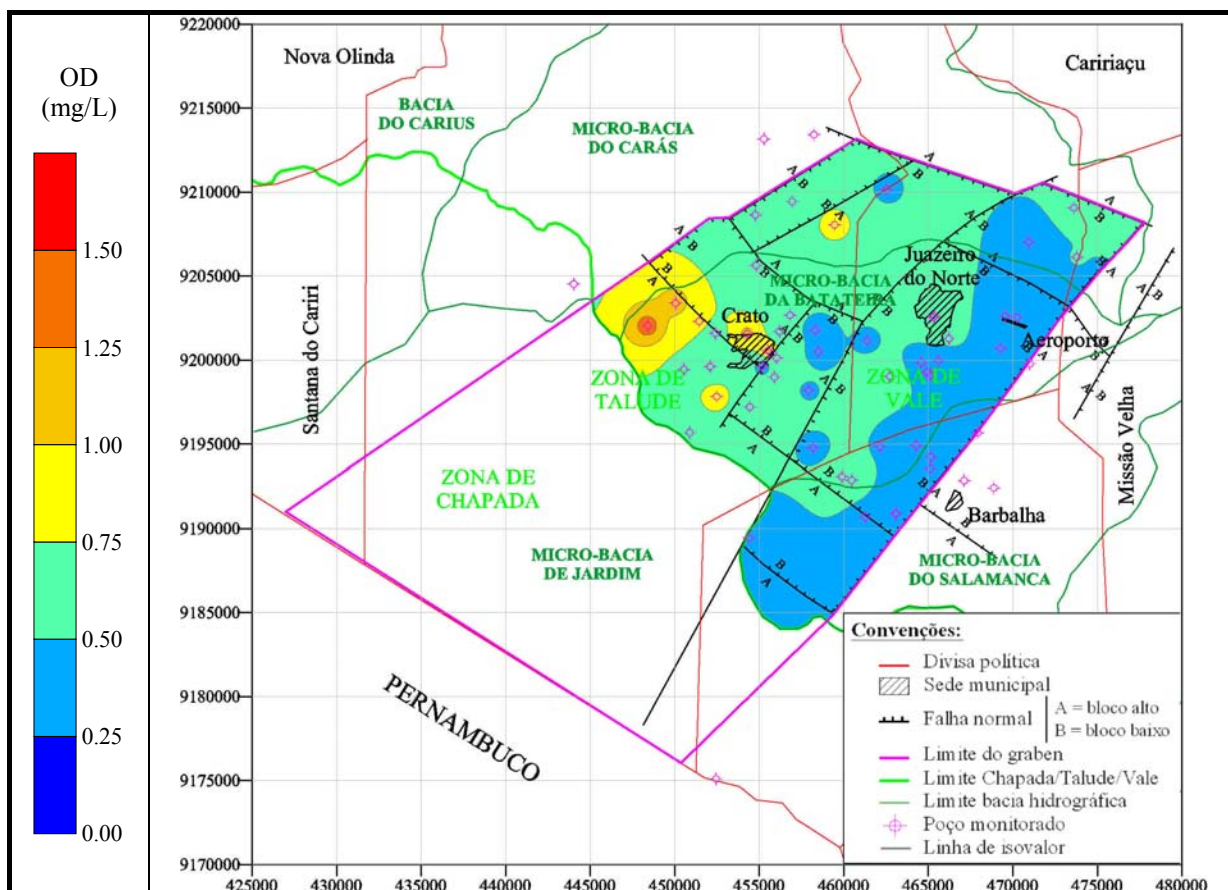 OD
(mg/L)
1.50
1.25
1.00
0.75
0.50
0.25
0.00
9220000
9215000
9210000
9205000
9200000
9195000
9190000
9185000
9180000
9175000
9170000
425000
430000
435000
440000
445000
450000
455000
460000
465000
470000
475000
480000
Nova Olinda
Caririaçu
BACIA
DO CARIUS
MICRO-BACIA
DO CARÁS
Santana do Cariri
Juazeiro
do Norte
MICRO-BACIA
DA BATATEIRA
Crato
Aeroporto
ZONA DE
TALUDE
ZONA DE
VALE
Missão Velha
ZONA DE
CHAPADA
Barbalha
MICRO-BACIA
DE JARDIM
MICRO-BACIA
DO SALAMANCA
PERNAMBUCO
A
B
Convenções:
Divisa política
Sede municipal
Falha normal
A = bloco alto
B = bloco baixo
Limite do graben
Limite Chapada/Talude/Vale
Limite bacia hidrográfica
Poço monitorado
Linha de isovalor